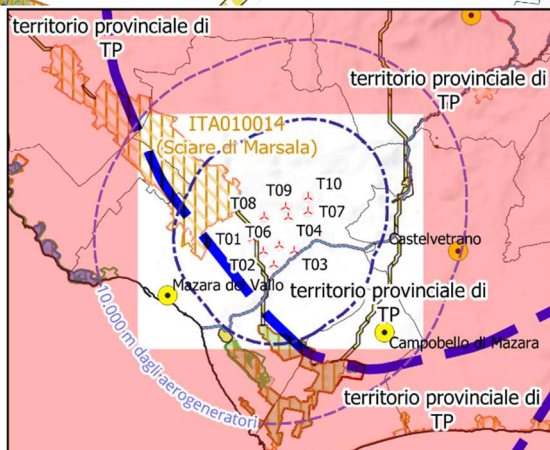 territorio provinciale di
TP
territorio provinciale di
TP
ITA010014
(Sciare di Marsala)
T10
T09
T08
T07
T01
T06
T04
Castelvetrano
T02
T03
Mazara del Vallo
territorio provinciale di
TP
10.000 m dagli aerogeneratori
Campobello di Mazara
territorio provinciale di
TP